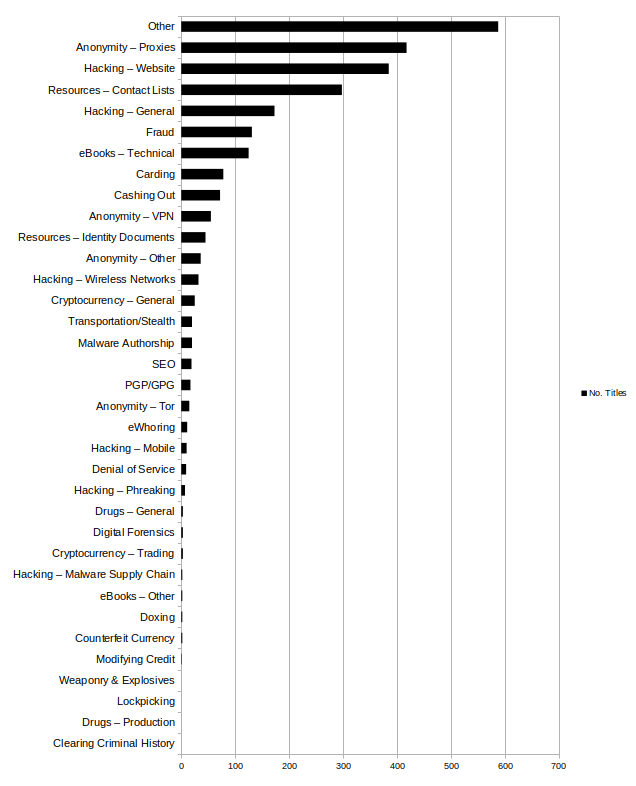 Other
Anonymity – Proxies
Hacking – Website
Resources – Contact Lists
Hacking – General
Fraud
eBooks – Technical
Carding
Cashing Out
Anonymity – VPN
Resources – Identity Documents
Anonymity – Other
Hacking – Wireless Networks
Cryptocurrency – General
Transportation/Stealth
Malware Authorship
SEO
PGP/GPG
Anonymity – Tor
eWhoring
No. Titles
Hacking – Mobile
Denial of Service
Hacking – Phreaking
Drugs – General
Digital Forensics
Cryptocurrency – Trading
Hacking – Malware Supply Chain
eBooks – Other
Doxing
Counterfeit Currency
Modifying Credit
Weaponry & Explosives
Lockpicking
Drugs – Production
Clearing Criminal History
0 100 200 300 400 500 600 700